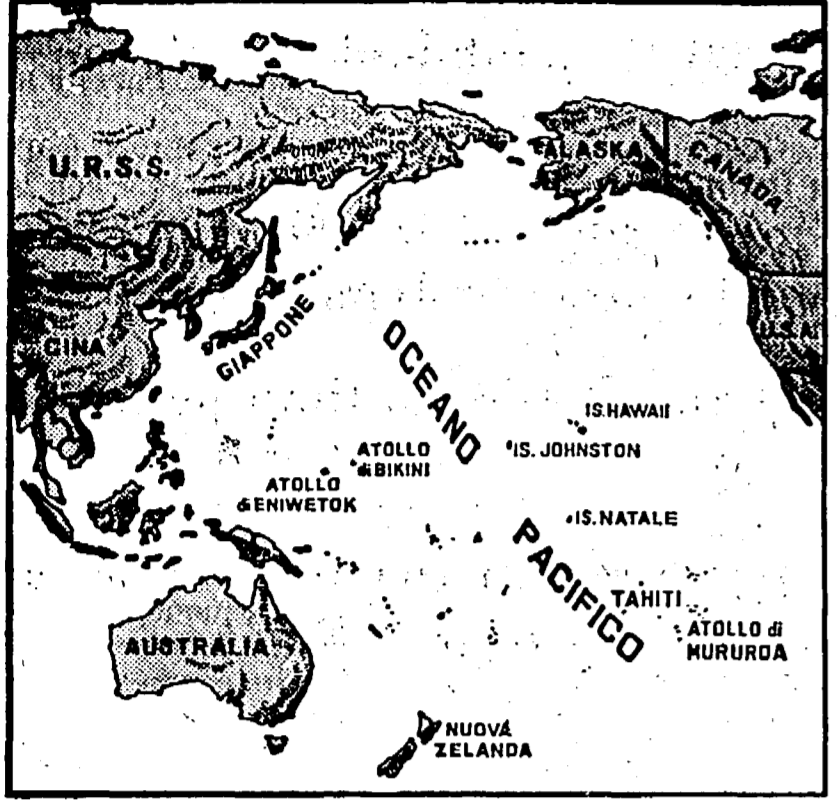 U.R.S.S.
ALASKA
CANADA
CINA
GIAPPONE
U.S.A.
OCEANO
PACIFICO
IS. HAWAII
IS. JOHNSTON
ATOLLO
di BIKINI
ATOLLO
di ENIWETOK
IS. NATALE
TAHITI
ATOLLO di
MURUROA
AUSTRALIA
NUOVA
ZELANDA